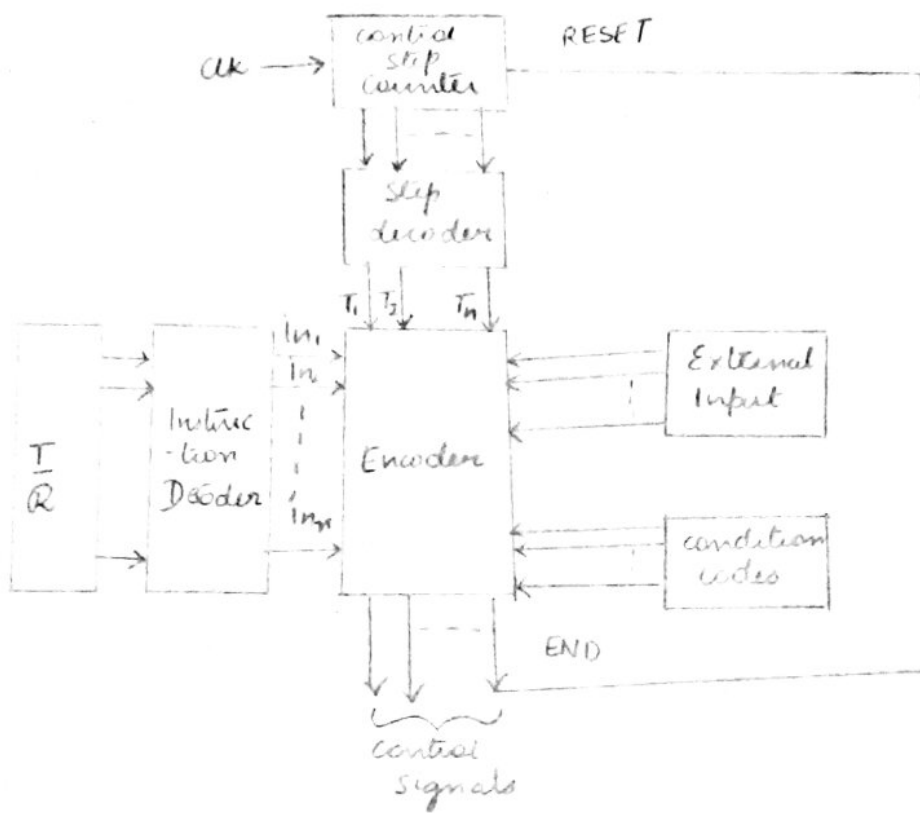 RESET
Clk
control
step
counter
step
decoder
T1 T2 Tn
In1
In
Inm
I
R
Instruc
-tion
Decoder
Encoder
External
Input
condition
codes
END
control
signals